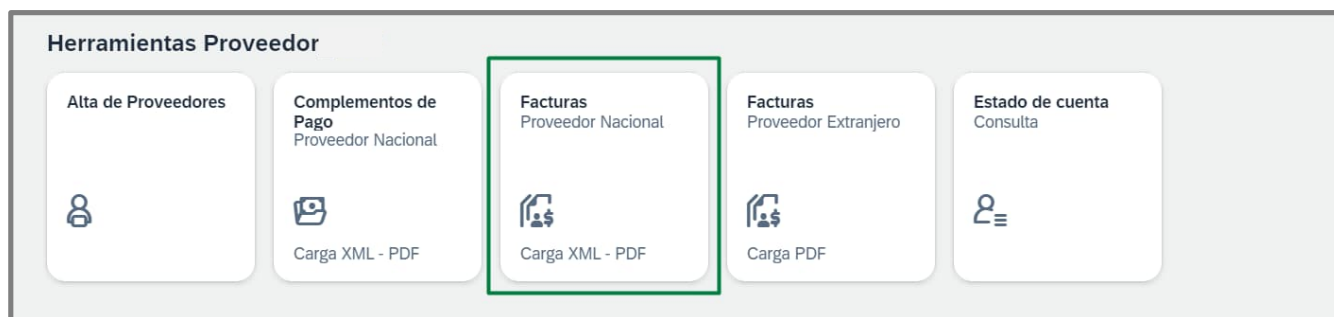 Herramientas Proveedor
Alta de Proveedores
Complementos de
Pago
Proveedor Nacional
Carga XML - PDF
Facturas
Proveedor Nacional
Carga XML - PDF
Facturas
Proveedor Extranjero
Carga PDF
Estado de cuenta
Consulta